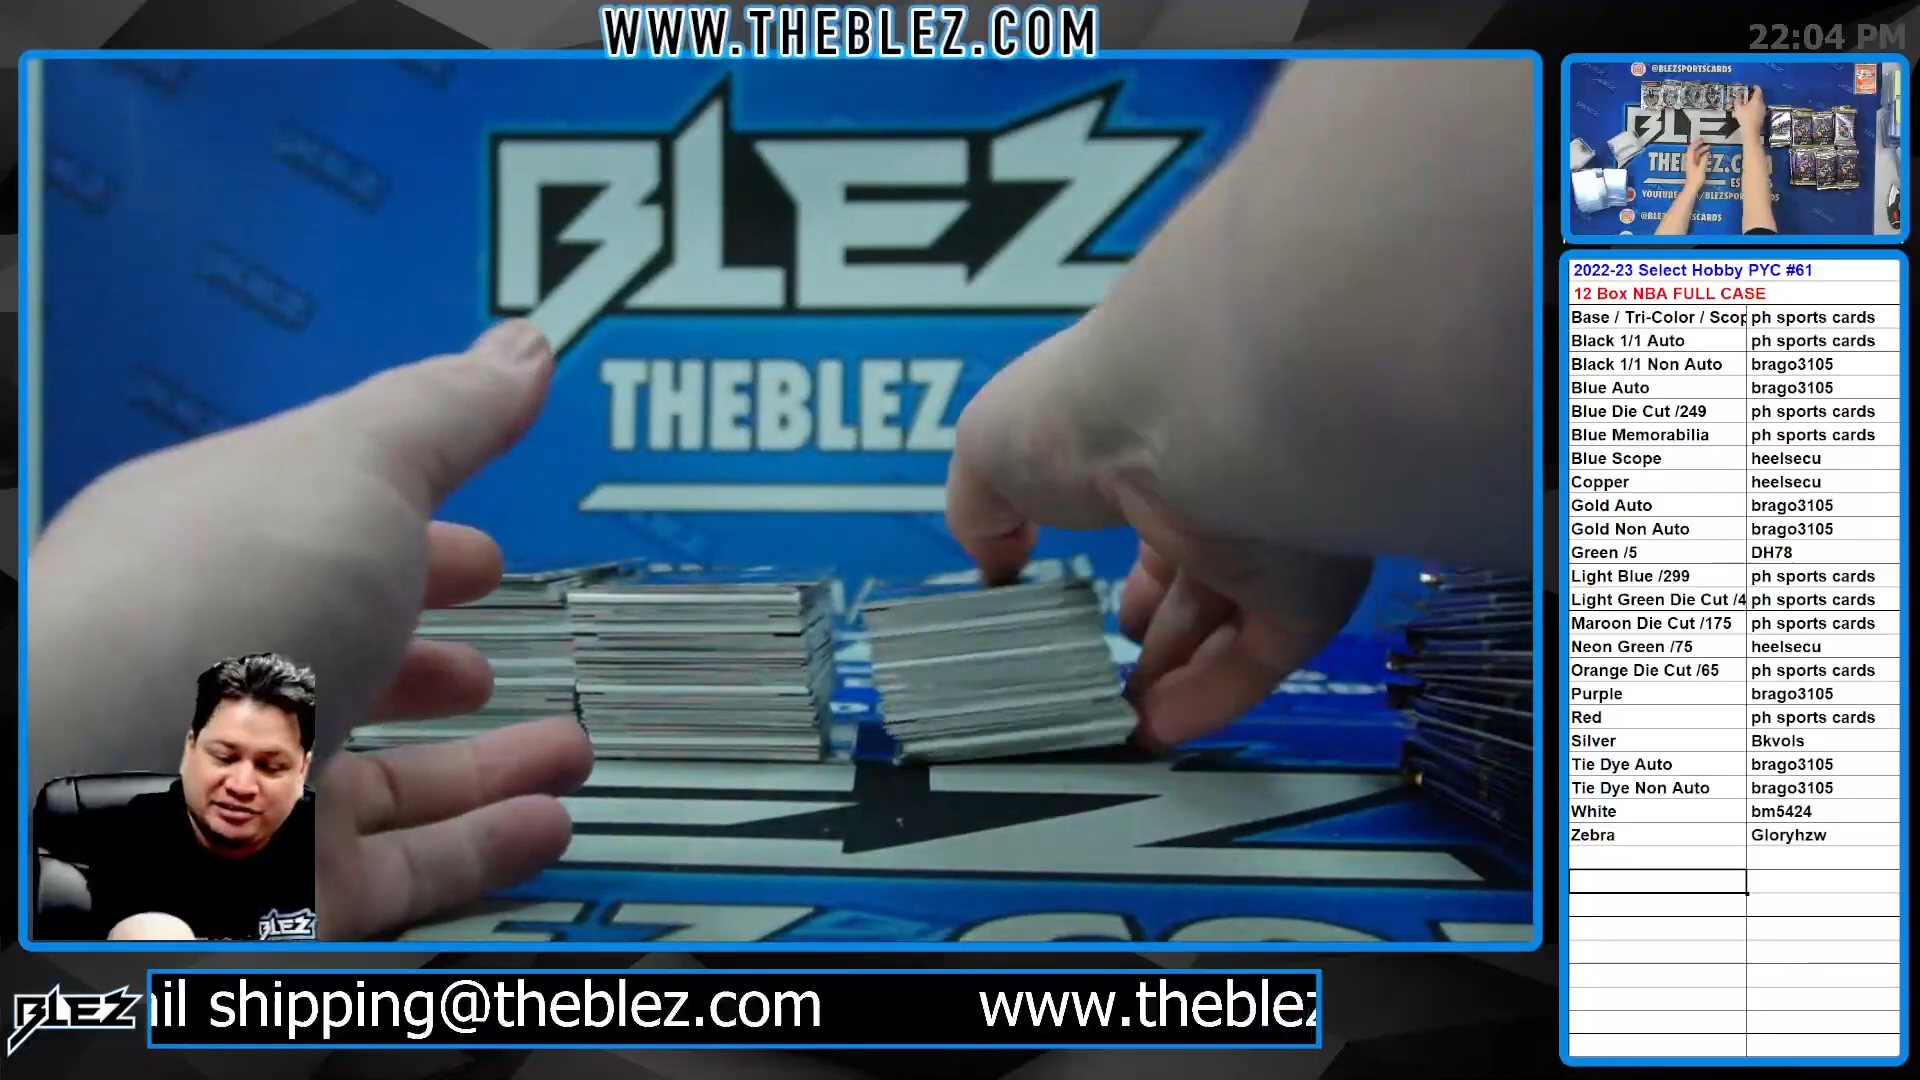 WWW.THEBLEZ.COM
22:04 PM
BLEZ
THEBLEZ
@BLEZSPORTSCARDS
BLEZ
THEBLEZ.COM
@BLEZSPORTSCARDS
2022-23 Select Hobby PYC #61
12 Box NBA FULL CASE
Base / Tri-Color / Scop ph sports cards
Black 1/1 Auto ph sports cards
Black 1/1 Non Auto brago3105
Blue Auto brago3105
Blue Die Cut /249 ph sports cards
Blue Memorabilia ph sports cards
Blue Scope heelsecu
Copper heelsecu
Gold Auto brago3105
Gold Non Auto brago3105
Green /5 DH78
Light Blue /299 ph sports cards
Light Green Die Cut /4 ph sports cards
Maroon Die Cut /175 ph sports cards
Neon Green /75 heelsecu
Orange Die Cut /65 ph sports cards
Purple brago3105
Red ph sports cards
Silver Bkvols
Tie Dye Auto brago3105
Tie Dye Non Auto brago3105
White bm5424
Zebra Gloryhzw
BLEZ
BLEZ
il shipping@theblez.com www.theblez